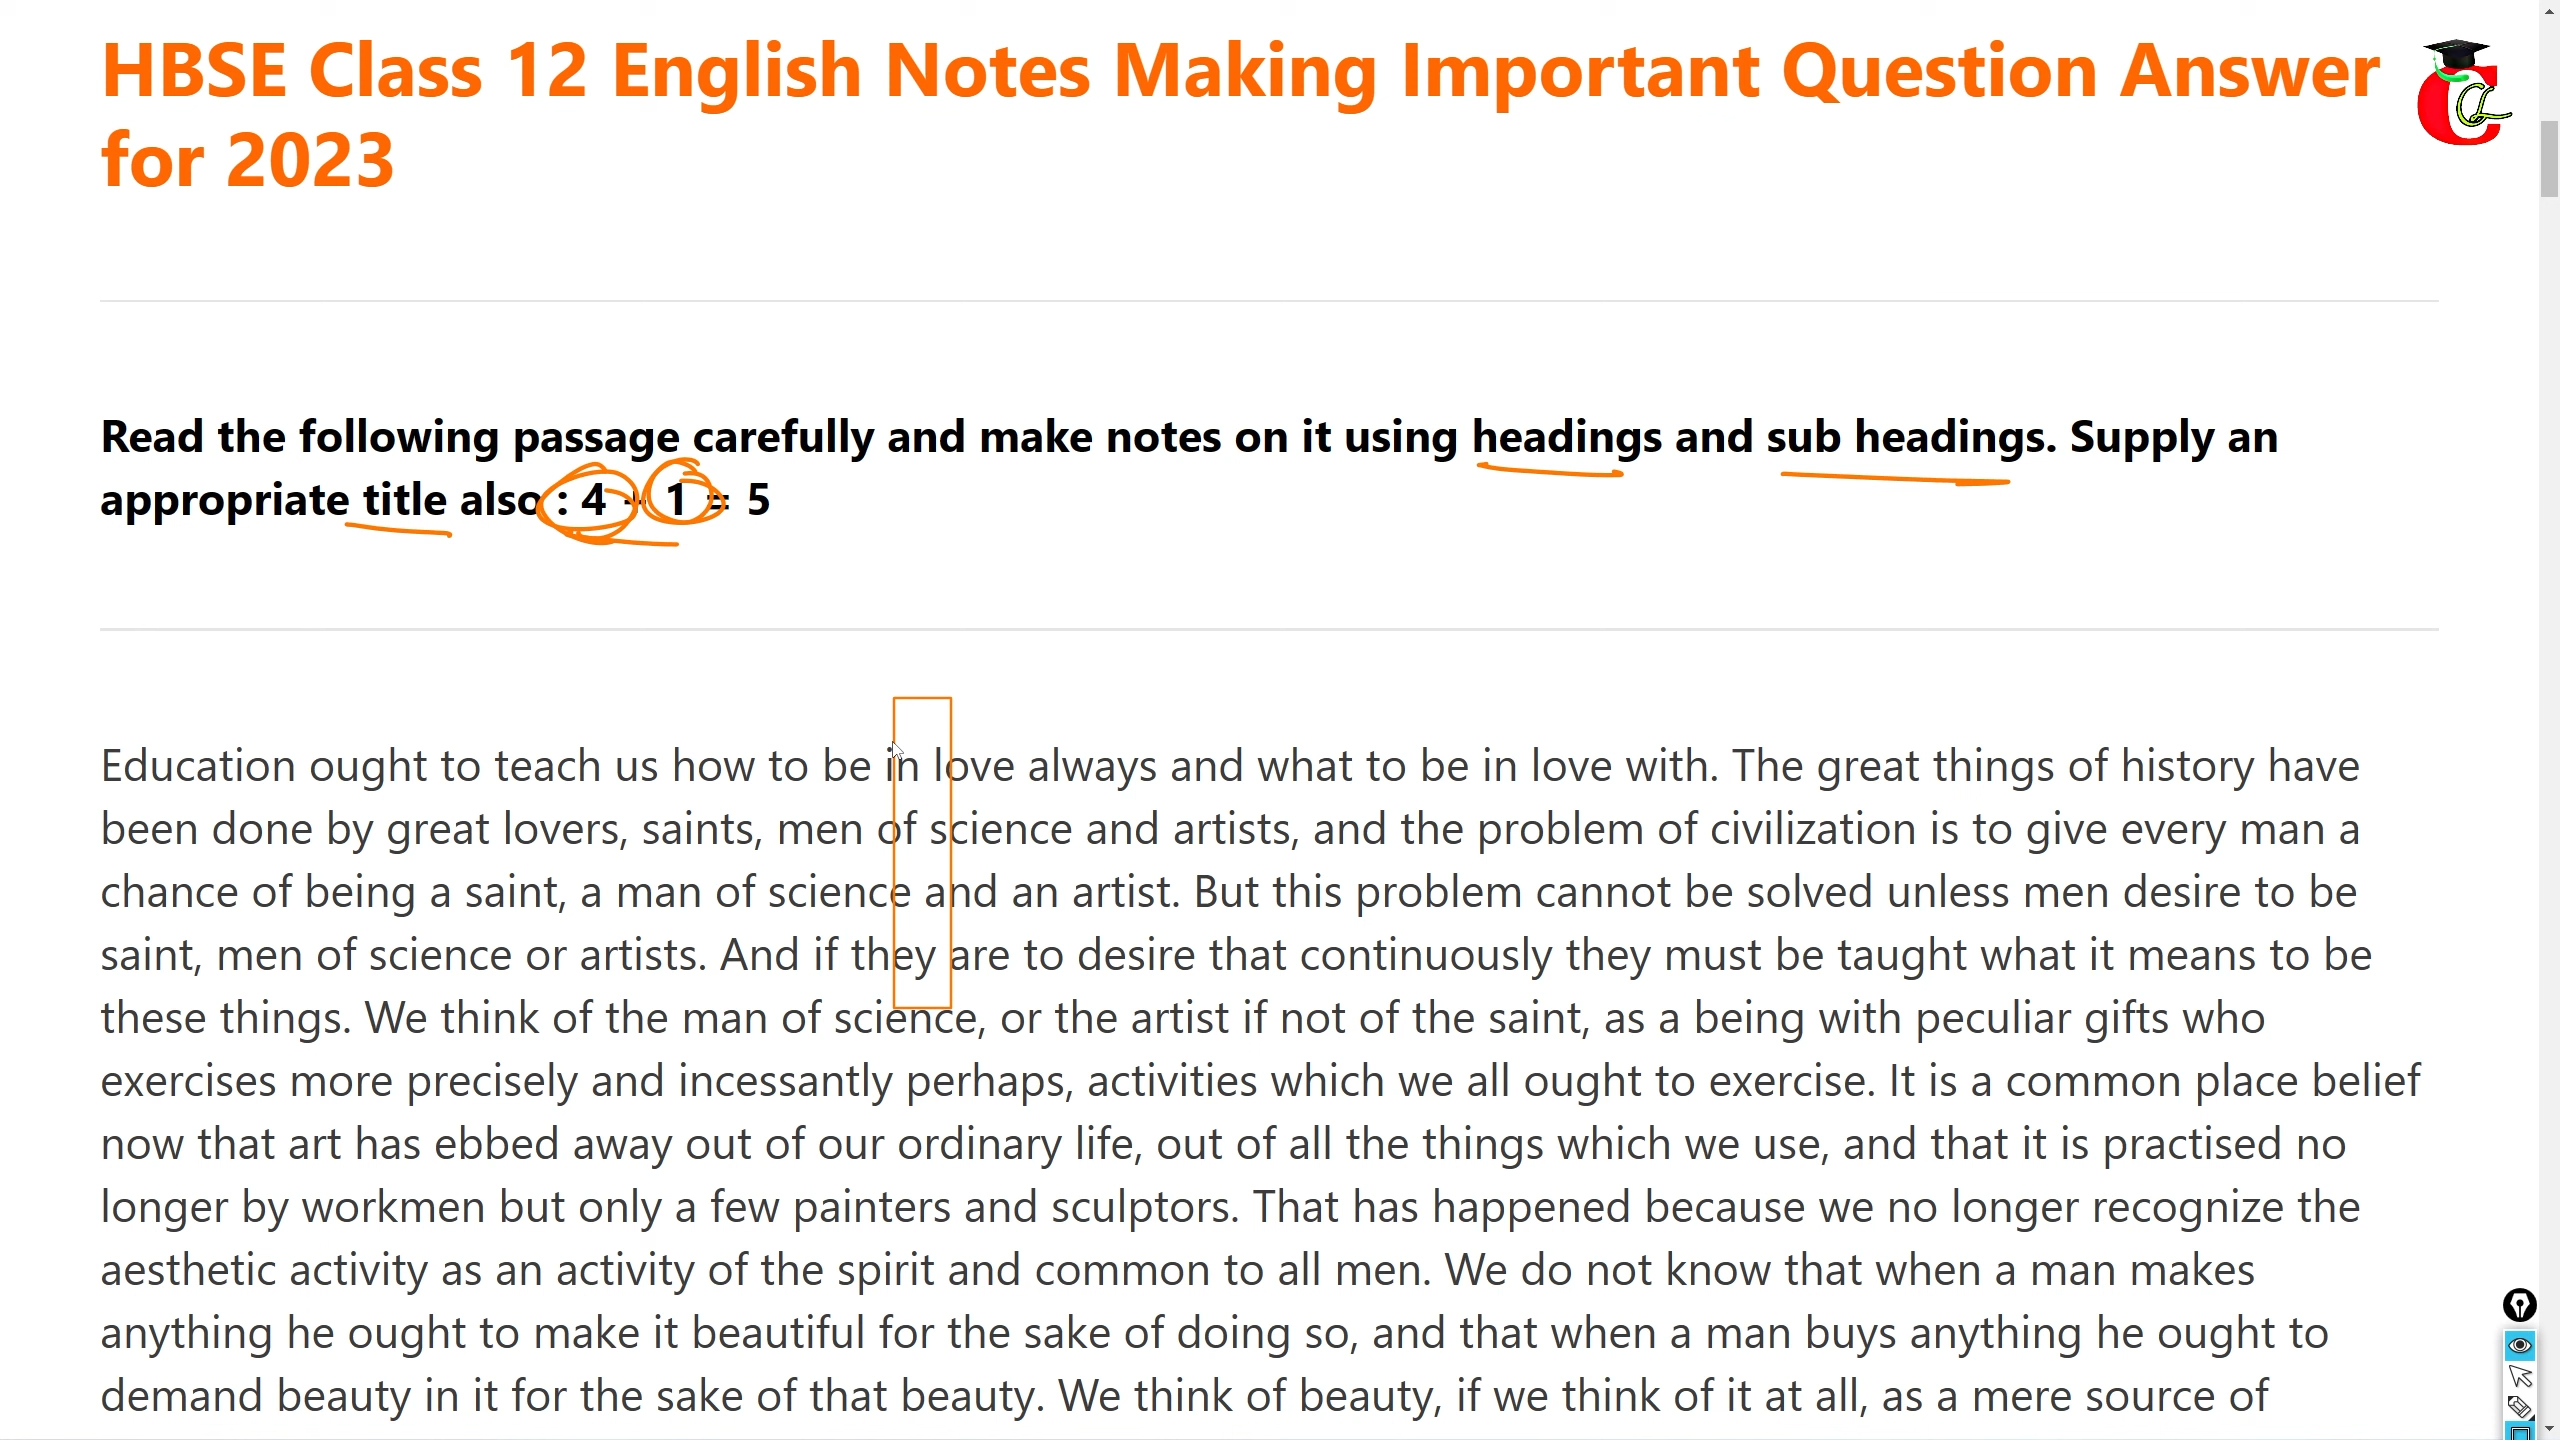 HBSE Class 12 English Notes Making Important Question Answer
for 2023
Read the following passage carefully and make notes on it using headings and sub headings. Supply an
appropriate title also : 4 + 1 = 5
Education ought to teach us how to be in love always and what to be in love with. The great things of history have
been done by great lovers, saints, men of science and artists, and the problem of civilization is to give every man a
chance of being a saint, a man of science and an artist. But this problem cannot be solved unless men desire to be
saint, men of science or artists. And if they are to desire that continuously they must be taught what it means to be
these things. We think of the man of science, or the artist if not of the saint, as a being with peculiar gifts who
exercises more precisely and incessantly perhaps, activities which we all ought to exercise. It is a common place belief
now that art has ebbed away out of our ordinary life, out of all the things which we use, and that it is practised no
longer by workmen but only a few painters and sculptors. That has happened because we no longer recognize the
aesthetic activity as an activity of the spirit and common to all men. We do not know that when a man makes
anything he ought to make it beautiful for the sake of doing so, and that when a man buys anything he ought to
demand beauty in it for the sake of that beauty. We think of beauty, if we think of it at all, as a mere source of